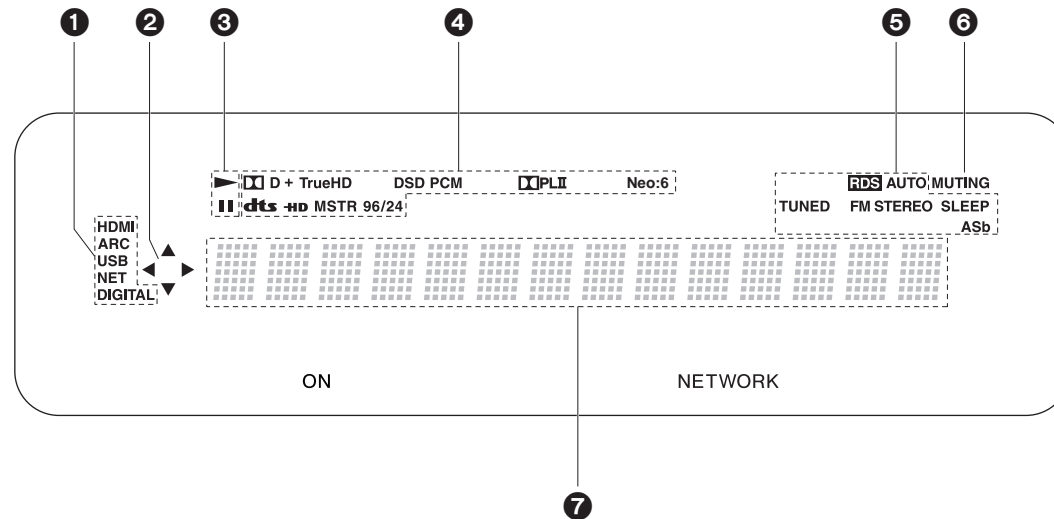 1 2 3 4 5 6
D + TrueHD DSD PCM PLII Neo:6 RDS AUTO MUTING
dts -HD MSTR 96/24 TUNED FM STEREO SLEEP
HDMI ASb
ARC
USB
NET
DIGITAL
ON NETWORK
7